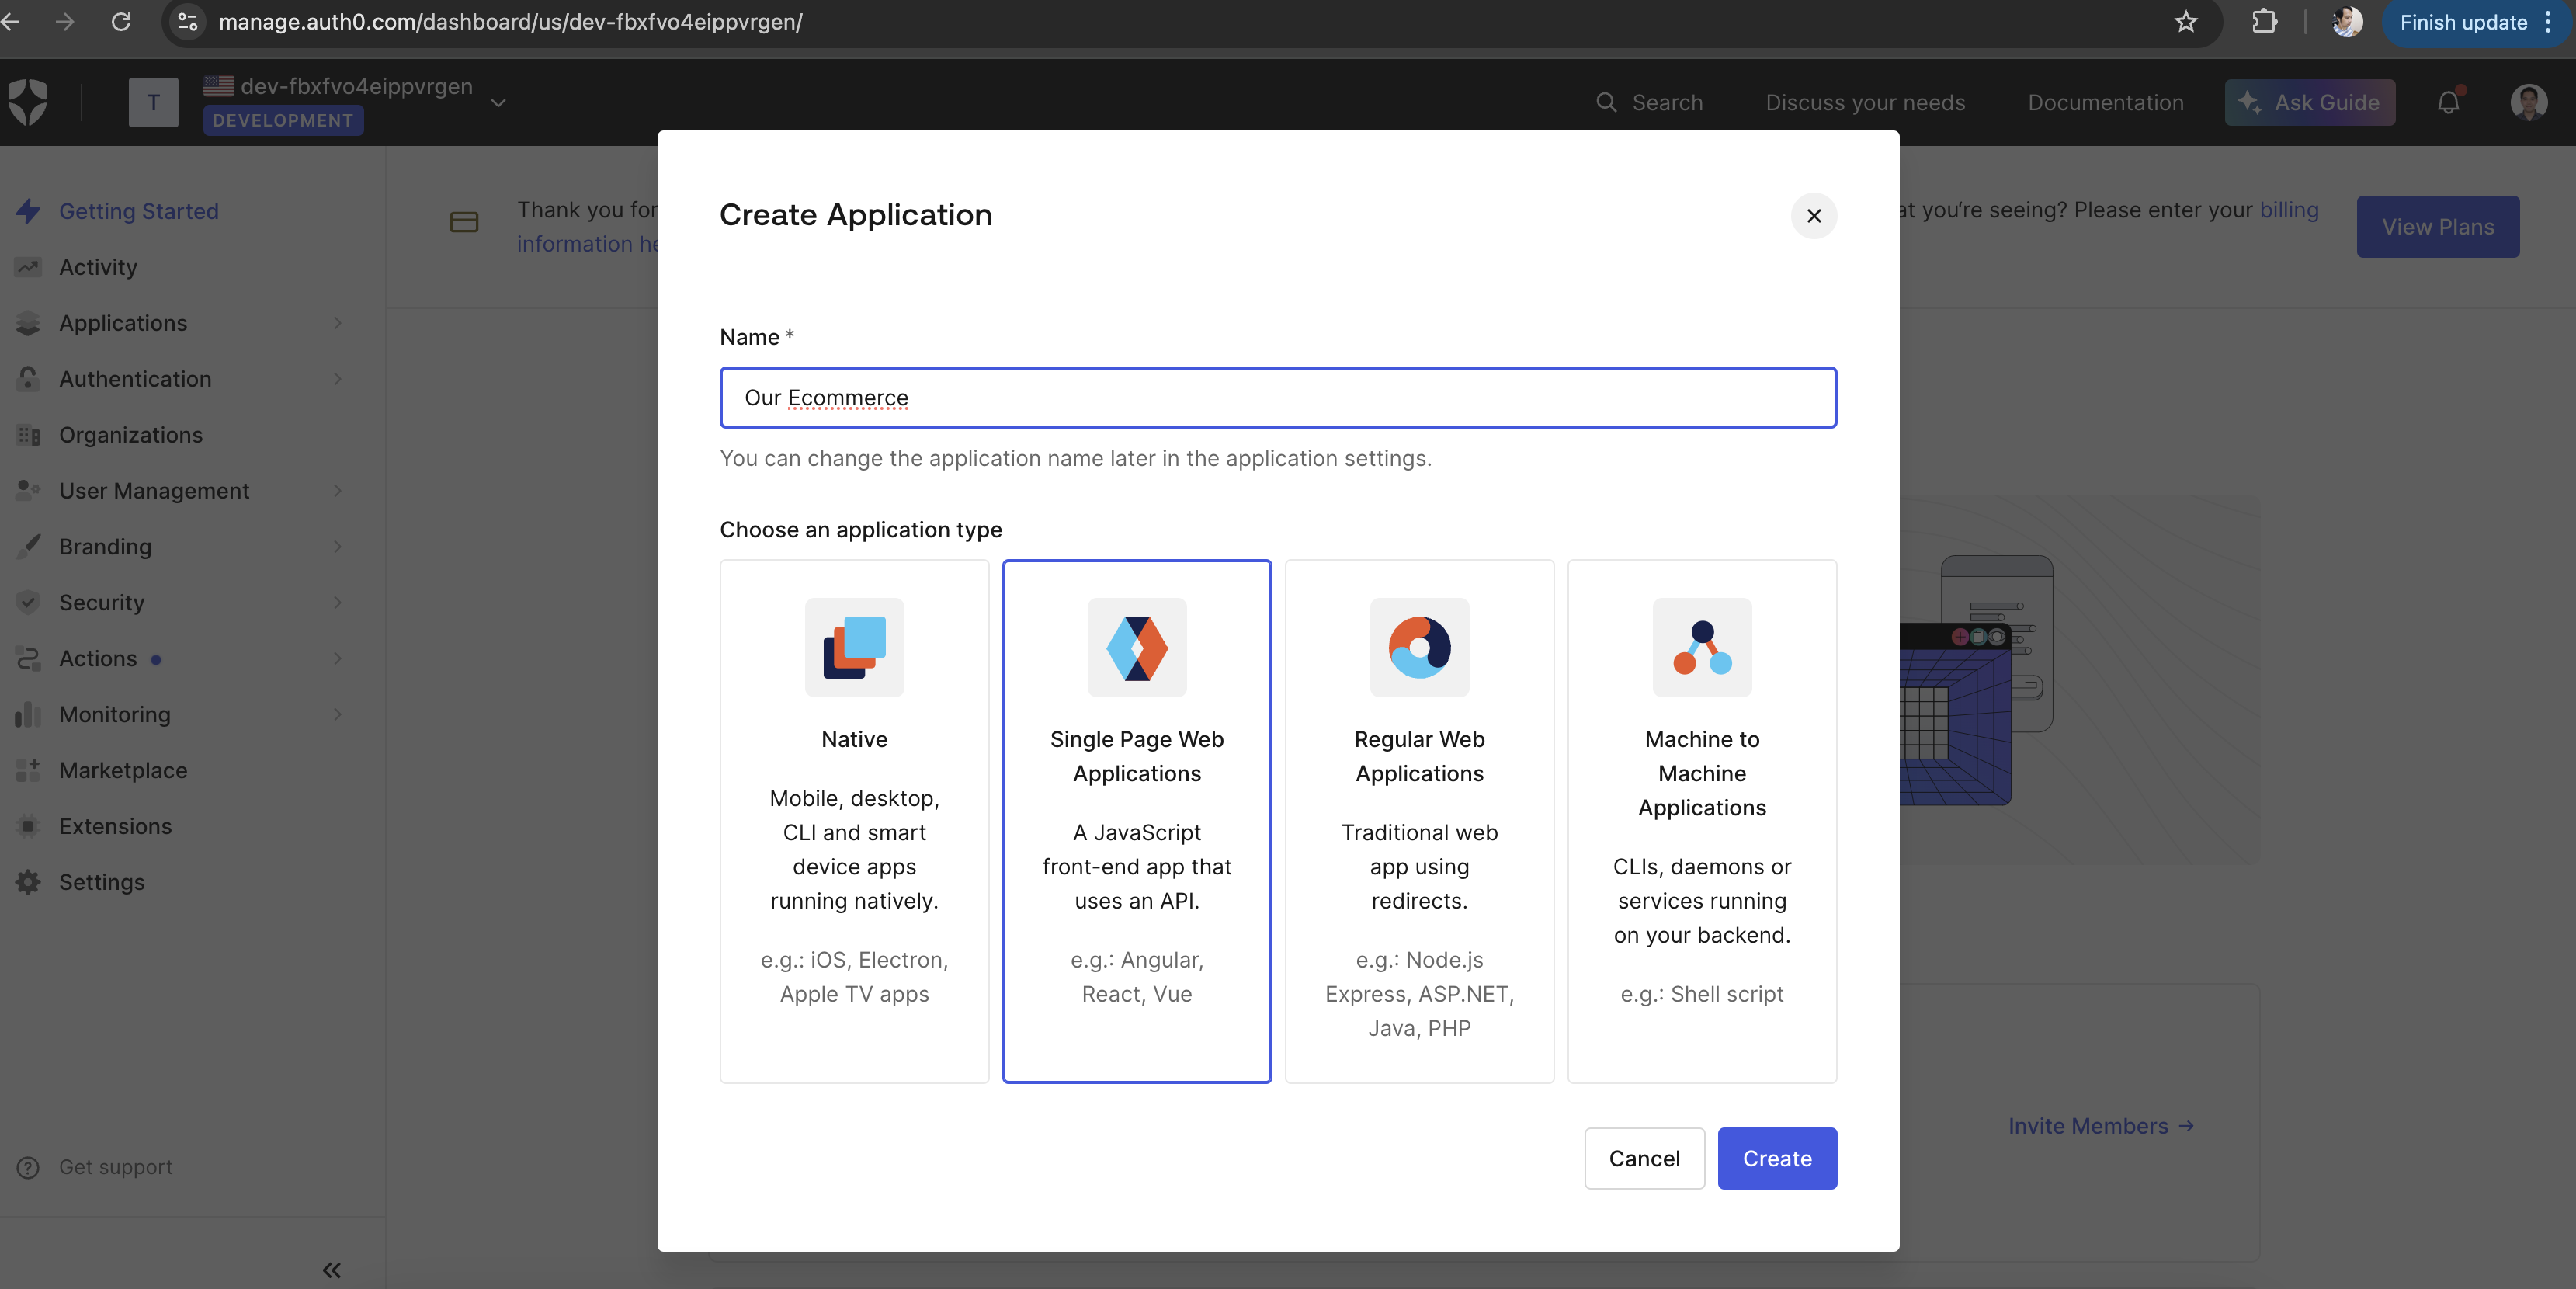 manage.auth0.com/dashboard/us/dev-fbxfvo4eippvrgen/
Finish update
T
dev-fbxfvo4eippvrgen
DEVELOPMENT
Search
Discuss your needs
Documentation
Ask Guide
Getting Started
Activity
Applications
Authentication
Organizations
User Management
Branding
Security
Actions
Monitoring
Marketplace
Extensions
Settings
Get support
Thank you for
information he
at you're seeing? Please enter your billing
View Plans
Create Application
Name *
Our Ecommerce
You can change the application name later in the application settings.
Choose an application type
Native
Mobile, desktop,
CLI and smart
device apps
running natively.
e.g.: iOS, Electron,
Apple TV apps
Single Page Web
Applications
A JavaScript
front-end app that
uses an API.
e.g.: Angular,
React, Vue
Regular Web
Applications
Traditional web
app using
redirects.
e.g.: Node.js
Express, ASP.NET,
Java, PHP
Machine to
Machine
Applications
CLIs, daemons or
services running
on your backend.
e.g.: Shell script
Invite Members →
Cancel
Create